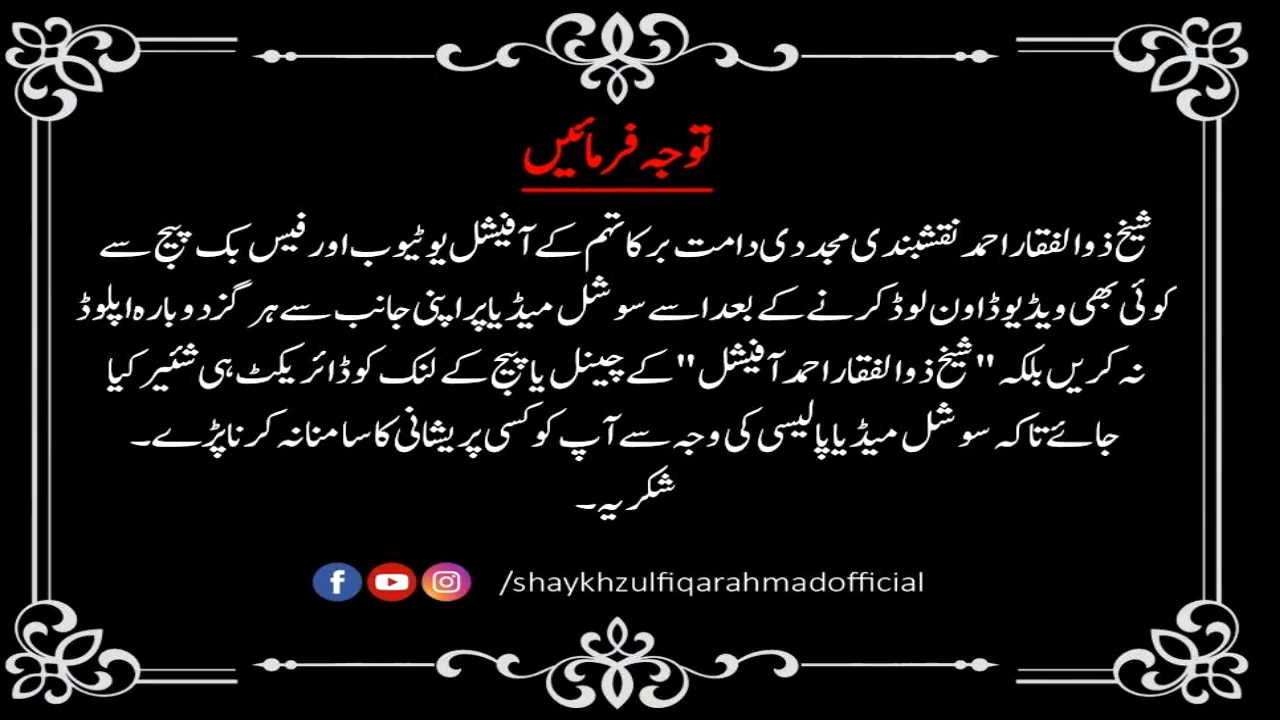 توجہ فرمائیں
شیخ ذوالفقار احمد نقشبندی مجددی دامت برکاتہم کے آفیشل یوٹیوب اور فیس بک پیج سے
کوئی بھی ویڈیو ڈاون لوڈ کرنے کے بعد اسے سوشل میڈیا پر اپنی جانب سے ہرگز دوبارہ اپلوڈ
نہ کریں بلکہ "شیخ ذوالفقار احمد آفیشل" کے چینل یا پیج کے لنک کو ڈائریکٹ ہی شئیر کیا
جائے تاکہ سوشل میڈیا پالیسی کی وجہ سے آپ کو کسی پریشانی کا سامنا نہ کرنا پڑے۔
شکریہ۔
/shaykhzulfiqarahmadofficial